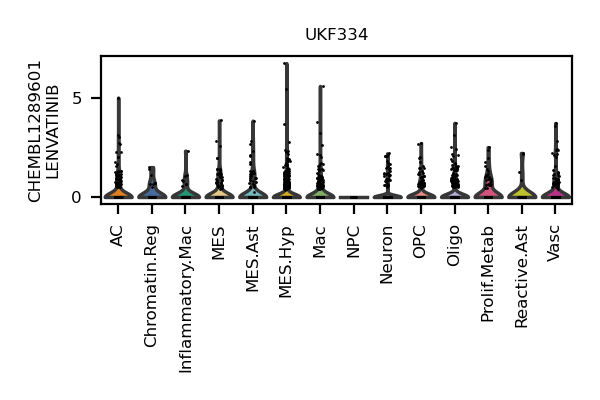 UKF334
CHEMBL1289601
LENVATINIB
5
0
AC
Chromatin.Reg
Inflammatory.Mac
MES
MES.Ast
MES.Hyp
Mac
NPC
Neuron
OPC
Oligo
Prolif.Metab
Reactive.Ast
Vasc